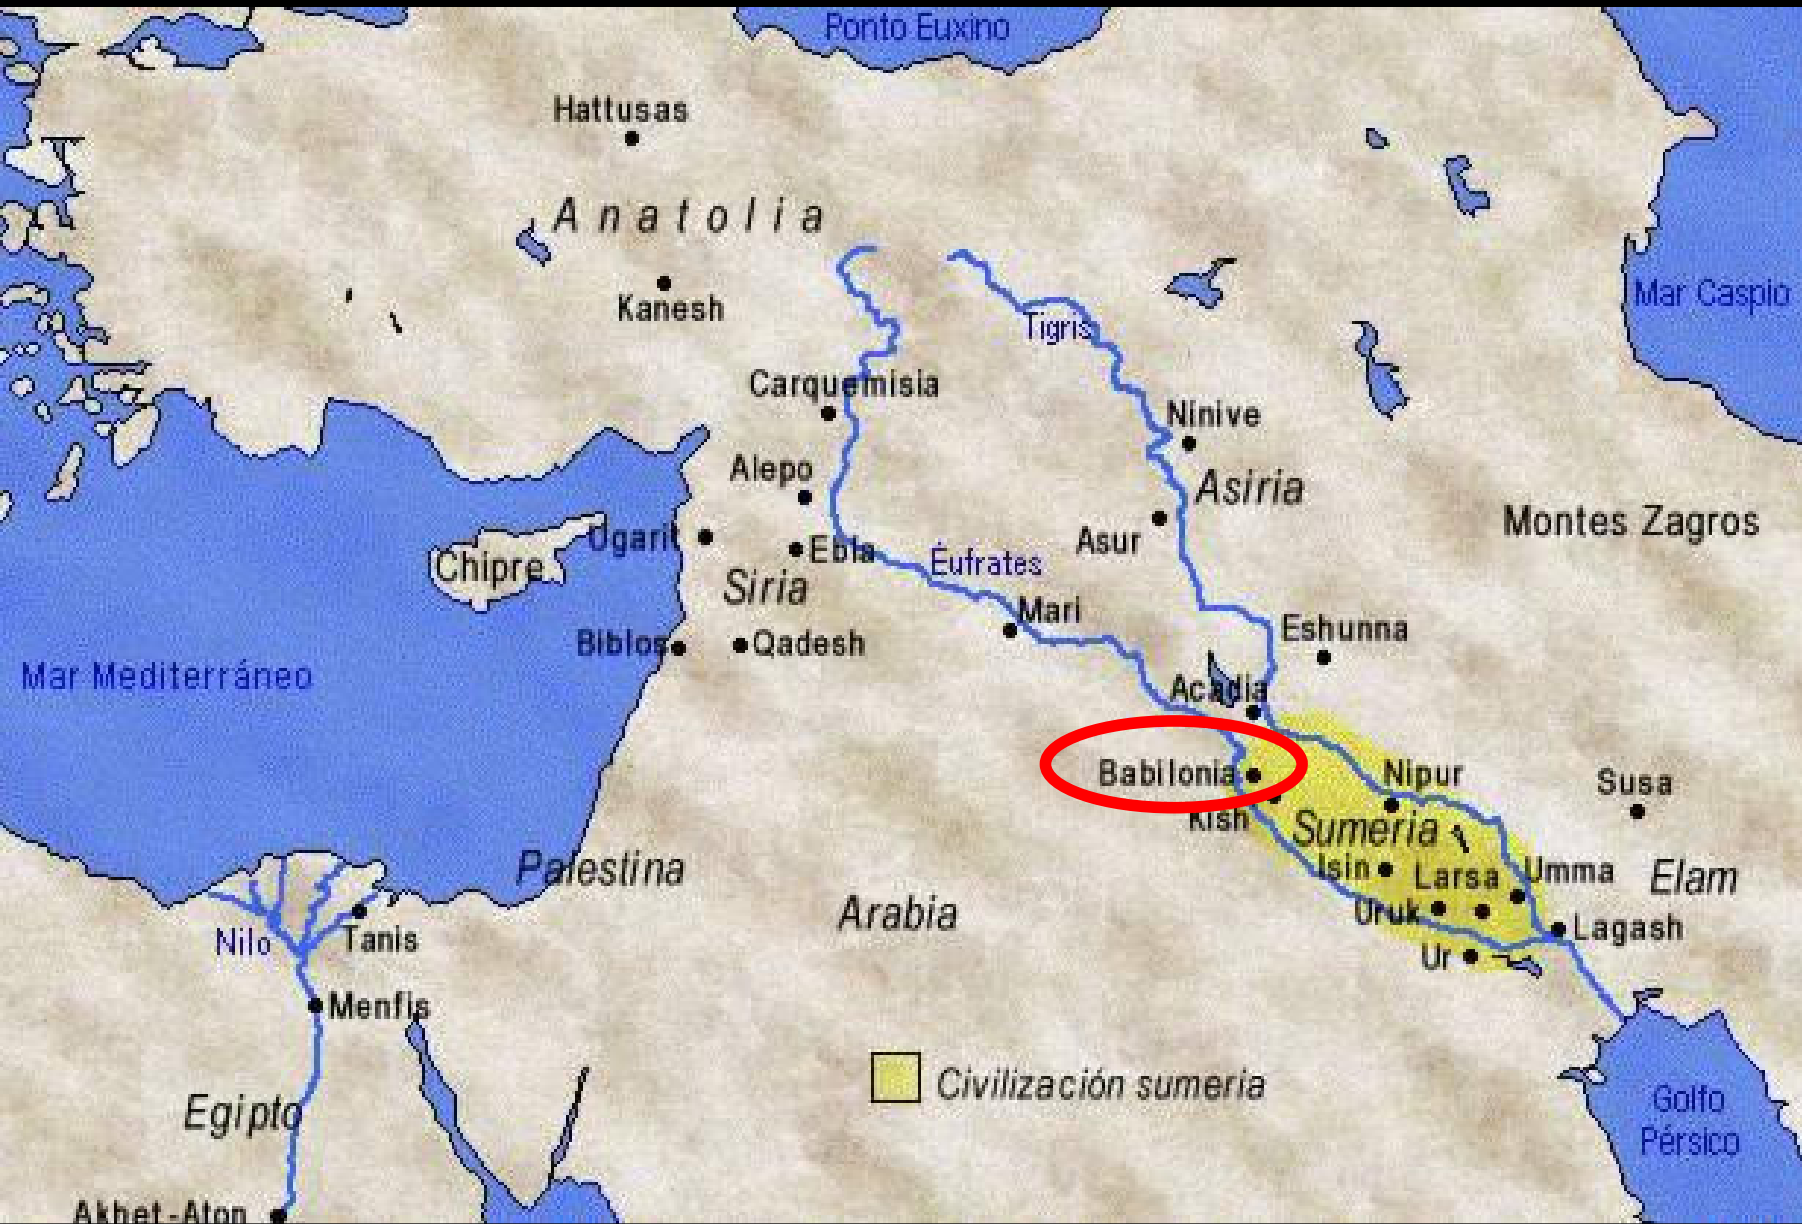 Ponto Euxino
Hattusas
Anatolia
Kanesh
Mar Caspio
Tigris
Carquemisia
Ninive
Alepo
Asiria
Montes Zagros
Ugarit
Asur
Ebla
Éufrates
Chipre
Siria
Mari
Eshunna
Biblos
Qadesh
Mar Mediterráneo
Acadia
Babilonia
Nipur
Susa
Kish
Sumeria
Palestina
Isin
Larsa
Umma
Elam
Arabia
Uruk
Lagash
Nilo
Tanis
Ur
Menfis
Civilización sumeria
Egipto
Golfo
Pérsico
Akhet-Aton